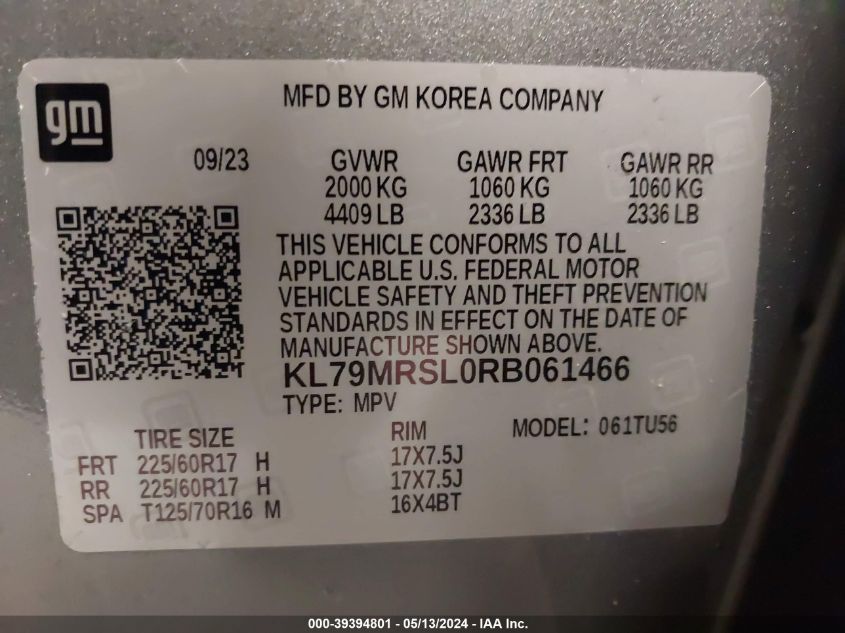 gm
MFD BY GM KOREA COMPANY
09/23 GVWR GAWR FRT GAWR RR
2000 KG 1060 KG 1060 KG
4409 LB 2336 LB 2336 LB
THIS VEHICLE CONFORMS TO ALL
APPLICABLE U.S. FEDERAL MOTOR
VEHICLE SAFETY AND THEFT PREVENTION
STANDARDS IN EFFECT ON THE DATE OF
MANUFACTURE SHOWN ABOVE.
KL79MRSL0RB061466
TYPE: MPV MODEL: 061TU56
TIRE SIZE RIM
FRT 225/60R17 H 17X7.5J
RR 225/60R17 H 17X7.5J
SPA T125/70R16 M 16X4BT
000-39394801 - 05/13/2024 - IAA Inc.